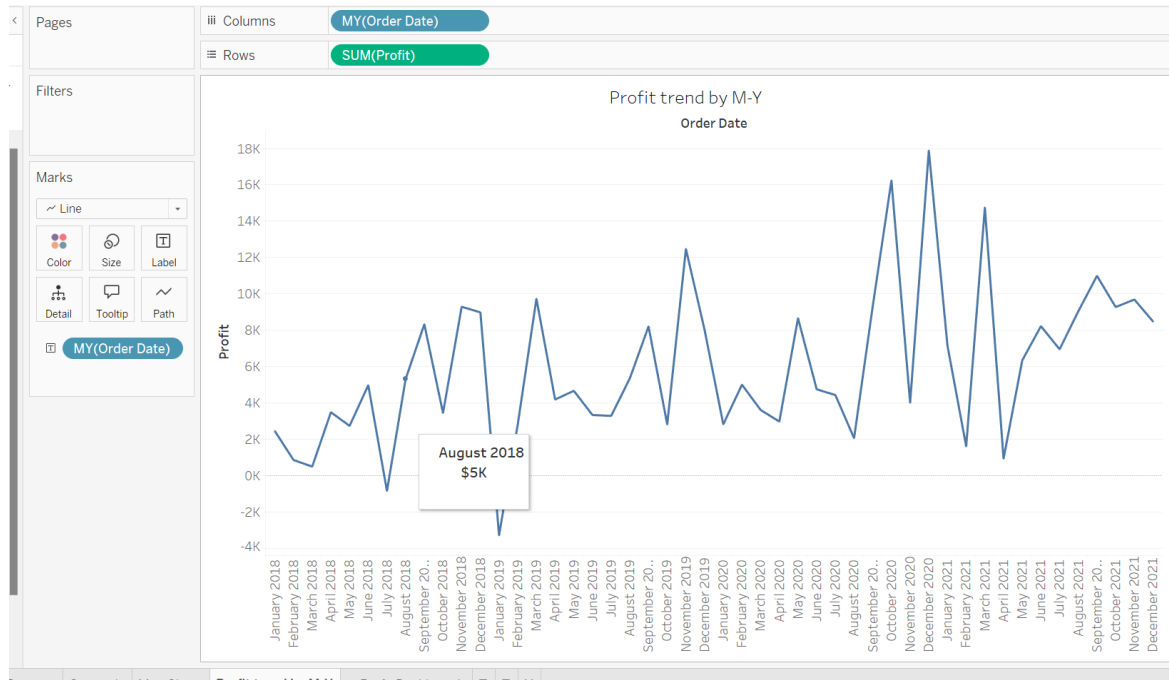 Pages
Columns
MY(Order Date)
Rows
SUM(Profit)
Filters
Marks
Line
Color
Size
Label
Detail
Tooltip
Path
MY(Order Date)
Profit trend by M-Y
Order Date
Profit
18K
16K
14K
12K
10K
8K
6K
4K
2K
0K
-2K
-4K
August 2018
$5K
January 2018
February 2018
March 2018
April 2018
May 2018
June 2018
July 2018
August 2018
September 20..
October 2018
November 2018
December 2018
January 2019
February 2019
March 2019
April 2019
May 2019
June 2019
July 2019
August 2019
September 20..
October 2019
November 2019
December 2019
January 2020
February 2020
March 2020
April 2020
May 2020
June 2020
July 2020
August 2020
September 20..
October 2020
November 2020
December 2020
January 2021
February 2021
March 2021
April 2021
May 2021
June 2021
July 2021
August 2021
September 20..
October 2021
November 2021
December 2021
Profit trend by M-Y